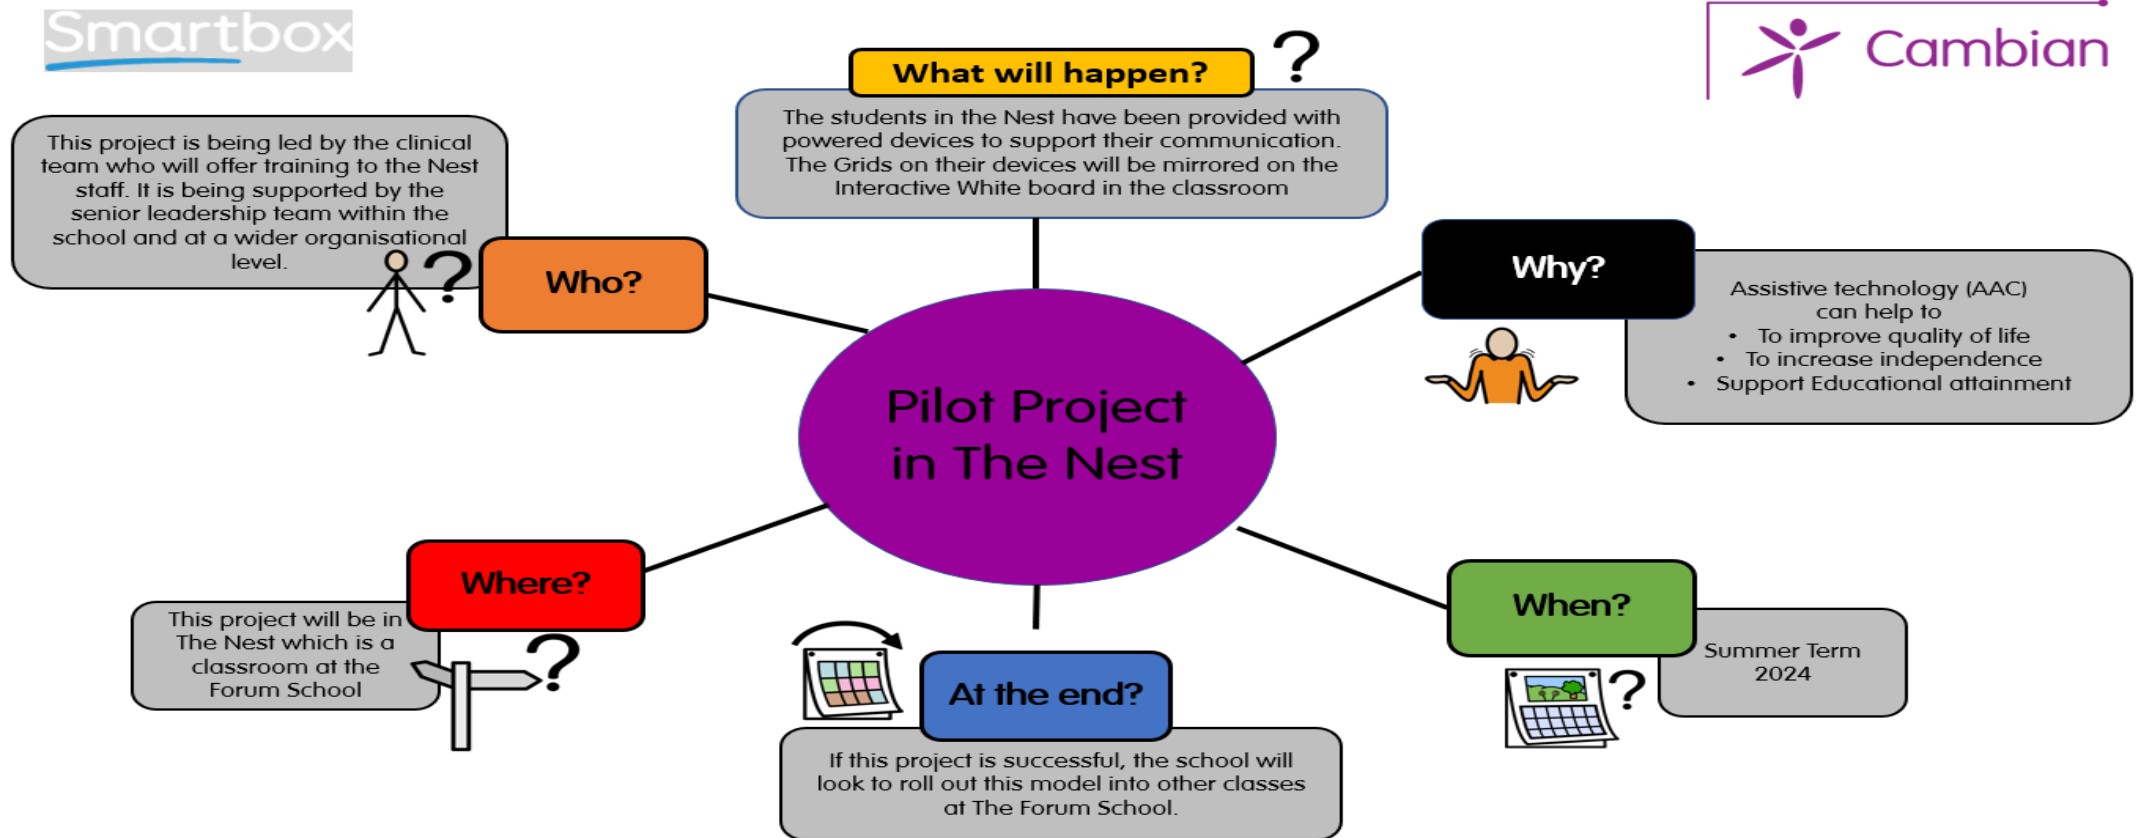 Smartbox
Cambian
What will happen?
?
The students in the Nest have been provided with
powered devices to support their communication.
The Grids on their devices will be mirrored on the
Interactive White board in the classroom
This project is being led by the clinical
team who will offer training to the Nest
staff. It is being supported by the
senior leadership team within the
school and at a wider organisational
level.
?
Who?
Why?
Assistive technology (AAC)
can help to
• To improve quality of life
• To increase independence
• Support Educational attainment
Pilot Project
in The Nest
Where?
?
This project will be in
The Nest which is a
classroom at the
Forum School
At the end?
If this project is successful, the school will
look to roll out this model into other classes
at The Forum School.
When?
?
Summer Term
2024